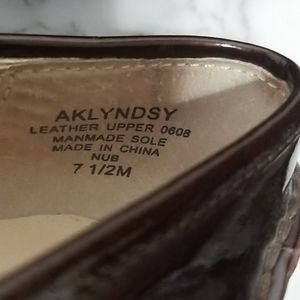 AKLYNDSY
LEATHER UPPER 0608
MANMADE SOLE
MADE IN CHINA
NUB
7 1/2M